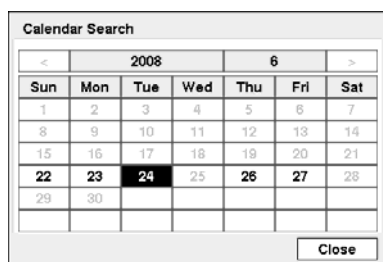 Calendar Search
< 2008 6 >
Sun Mon Tue Wed Thu Fri Sat
1 2 3 4 5 6 7
8 9 10 11 12 13 14
15 16 17 18 19 20 21
22 23 24 25 26 27 28
29 30
Close